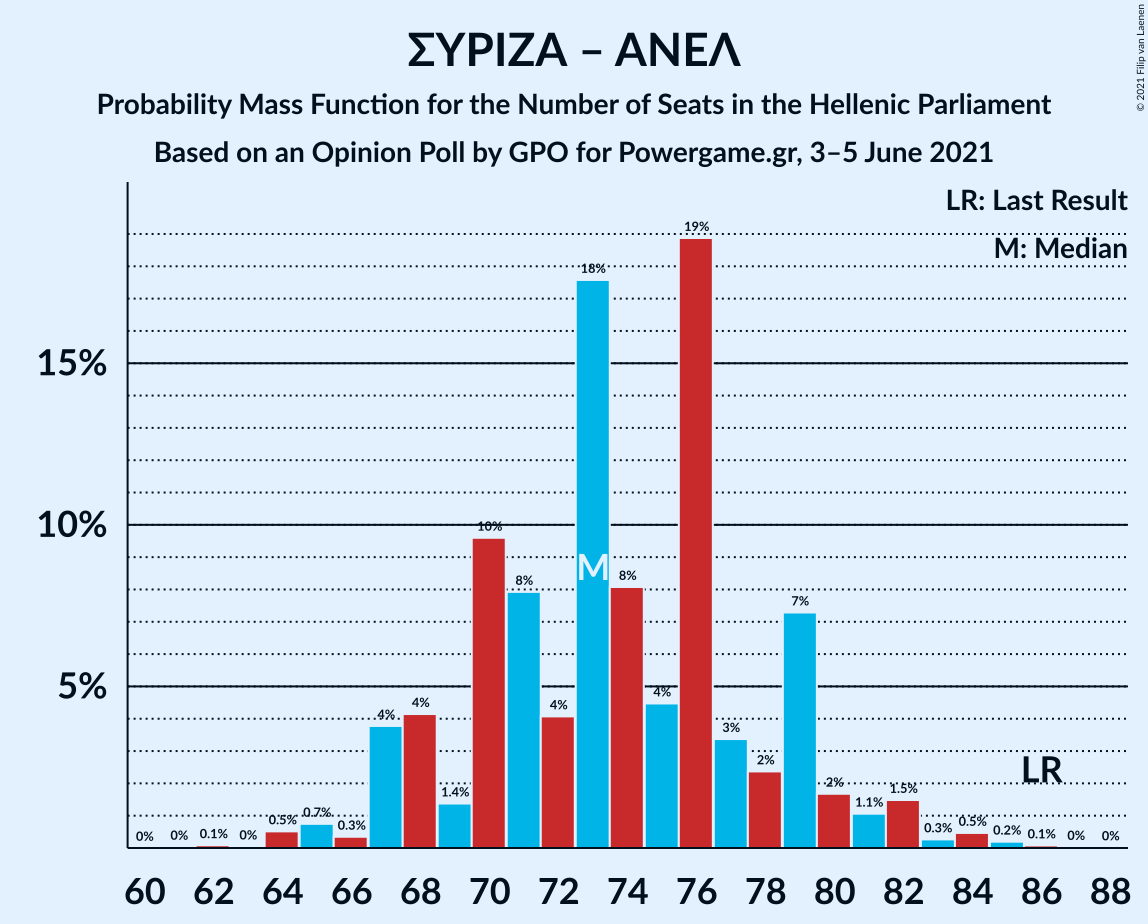 ΣΥΡΙΖΑ – ΑΝΕΛ
Probability Mass Function for the Number of Seats in the Hellenic Parliament
Based on an Opinion Poll by GPO for Powergame.gr, 3–5 June 2021
© 2021 Filip van Laenen
LR: Last Result
M: Median
15%
10%
5%
0% 0% 0.1% 0% 0.5% 0.7% 0.3% 4% 4% 1.4% 10% 8% 4% 18% 8% 4% 19% 3% 2% 7% 2% 1.1% 1.5% 0.3% 0.5% 0.2% 0.1% 0% 0%
M
LR
60 62 64 66 68 70 72 74 76 78 80 82 84 86 88